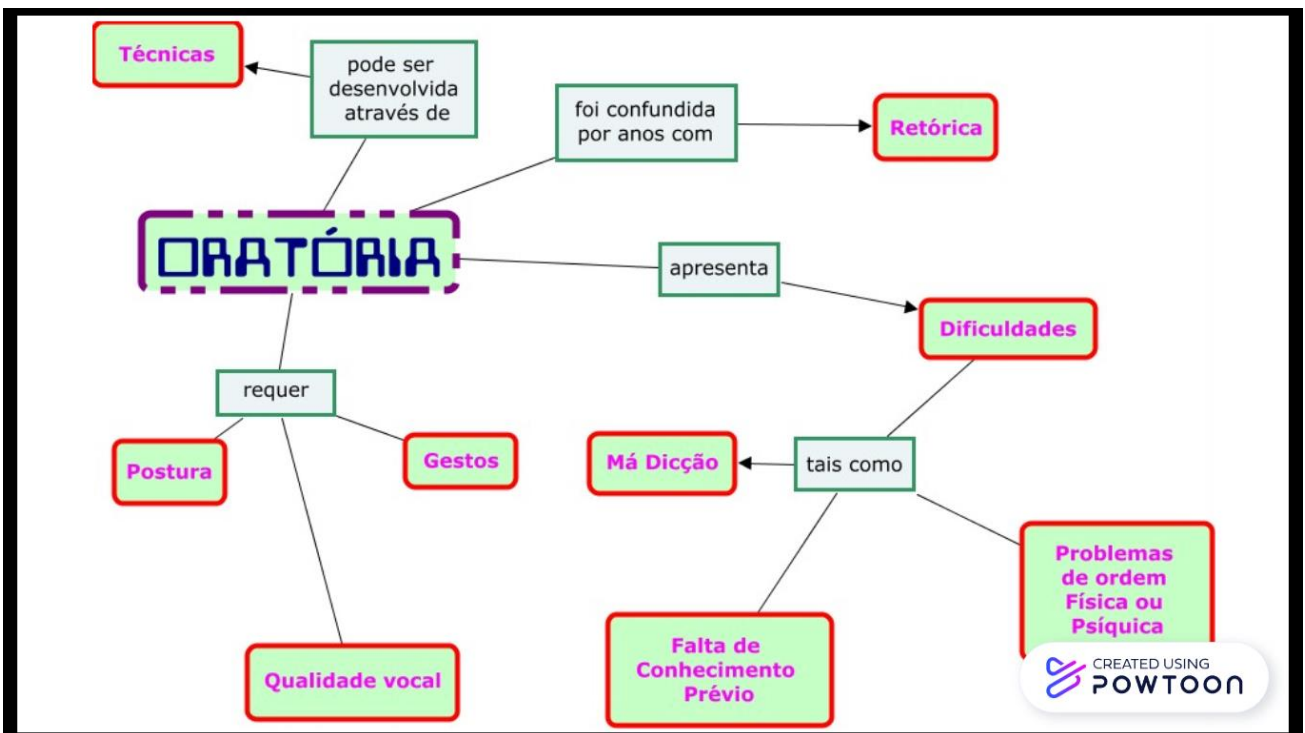 Técnicas
pode ser
desenvolvida
através de
foi confundida
por anos com
Retórica
ORATÓRIA
apresenta
Dificuldades
requer
Postura
Gestos
Má Dicção
tais como
Problemas
de ordem
Física ou
Psíquica
Qualidade vocal
Falta de
Conhecimento
Prévio
CREATED USING
POWTOON